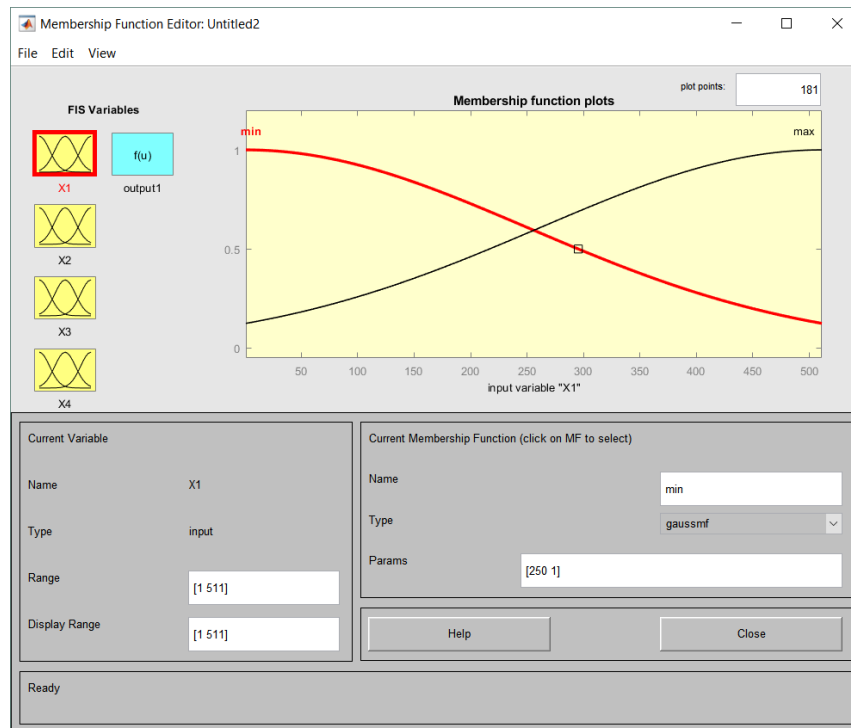 Membership Function Editor: Untitled2
File Edit View
FIS Variables
plot points:
181
Membership function plots
min
max
f(u)
X1
output1
X2
X3
X4
1
0.5
0
50 100 150 200 250 300 350 400 450 500
input variable "X1"
Current Variable
Name
X1
Type
input
Range
[1 511]
Display Range
[1 511]
Current Membership Function (click on MF to select)
Name
min
Type
gaussmf
Params
[250 1]
Help
Close
Ready